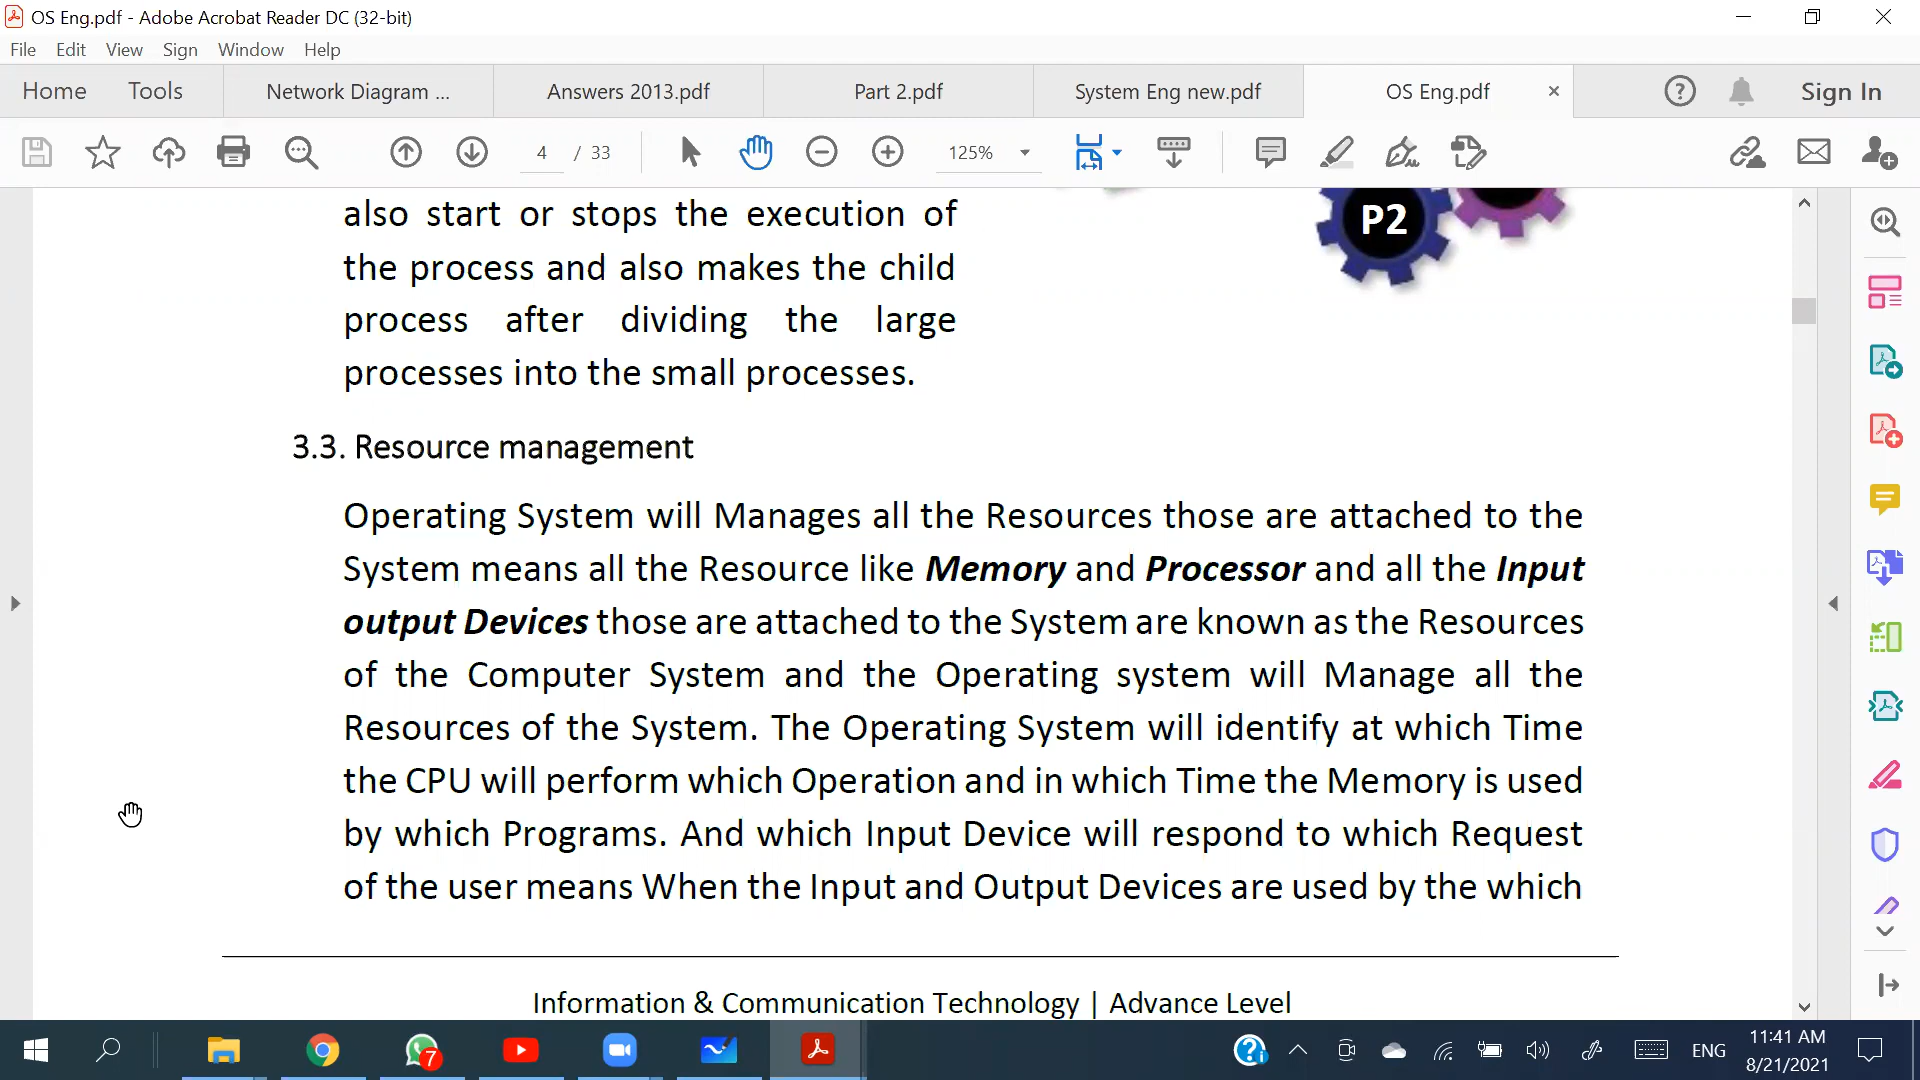 OS Eng.pdf - Adobe Acrobat Reader DC (32-bit)
File Edit View Sign Window Help
Home Tools Network Diagram ... Answers 2013.pdf Part 2.pdf System Eng new.pdf OS Eng.pdf × ? Sign In
4 / 33 125%
also start or stops the execution of
the process and also makes the child
process after dividing the large
processes into the small processes.
P2
3.3. Resource management
Operating System will Manages all the Resources those are attached to the
System means all the Resource like Memory and Processor and all the Input
output Devices those are attached to the System are known as the Resources
of the Computer System and the Operating system will Manage all the
Resources of the System. The Operating System will identify at which Time
the CPU will perform which Operation and in which Time the Memory is used
by which Programs. And which Input Device will respond to which Request
of the user means When the Input and Output Devices are used by the which
Information & Communication Technology | Advance Level
7
ENG
11:41 AM
8/21/2021